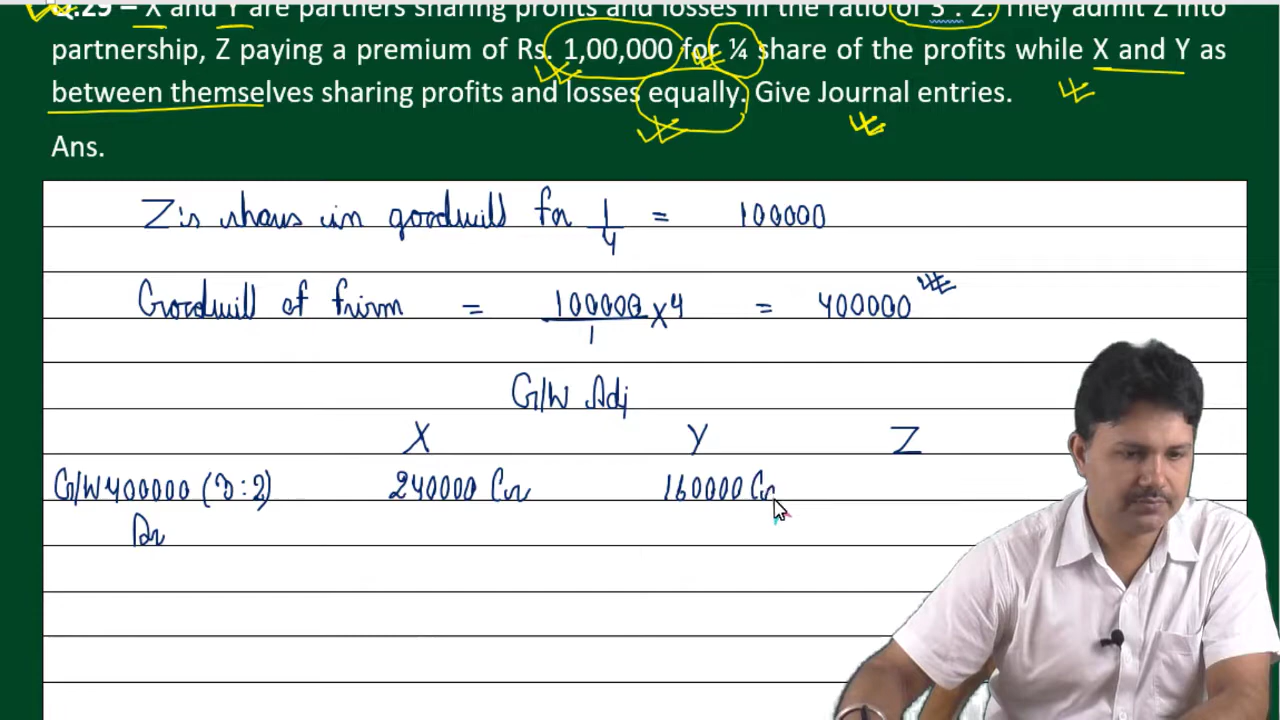 Q.29 – X and Y are partners sharing profits and losses in the ratio of 3 : 2. They admit Z into
partnership, Z paying a premium of Rs. 1,00,000 for ¼ share of the profits while X and Y as
between themselves sharing profits and losses equally. Give Journal entries.
Ans.
Z's share in goodwill for 1/4 = 100000
Goodwill of firm = 100000/1 X 4 = 400000
G/W Adj
X Y Z
G/W 400000 (3:2) 240000 Cr 160000 Cr
Dr